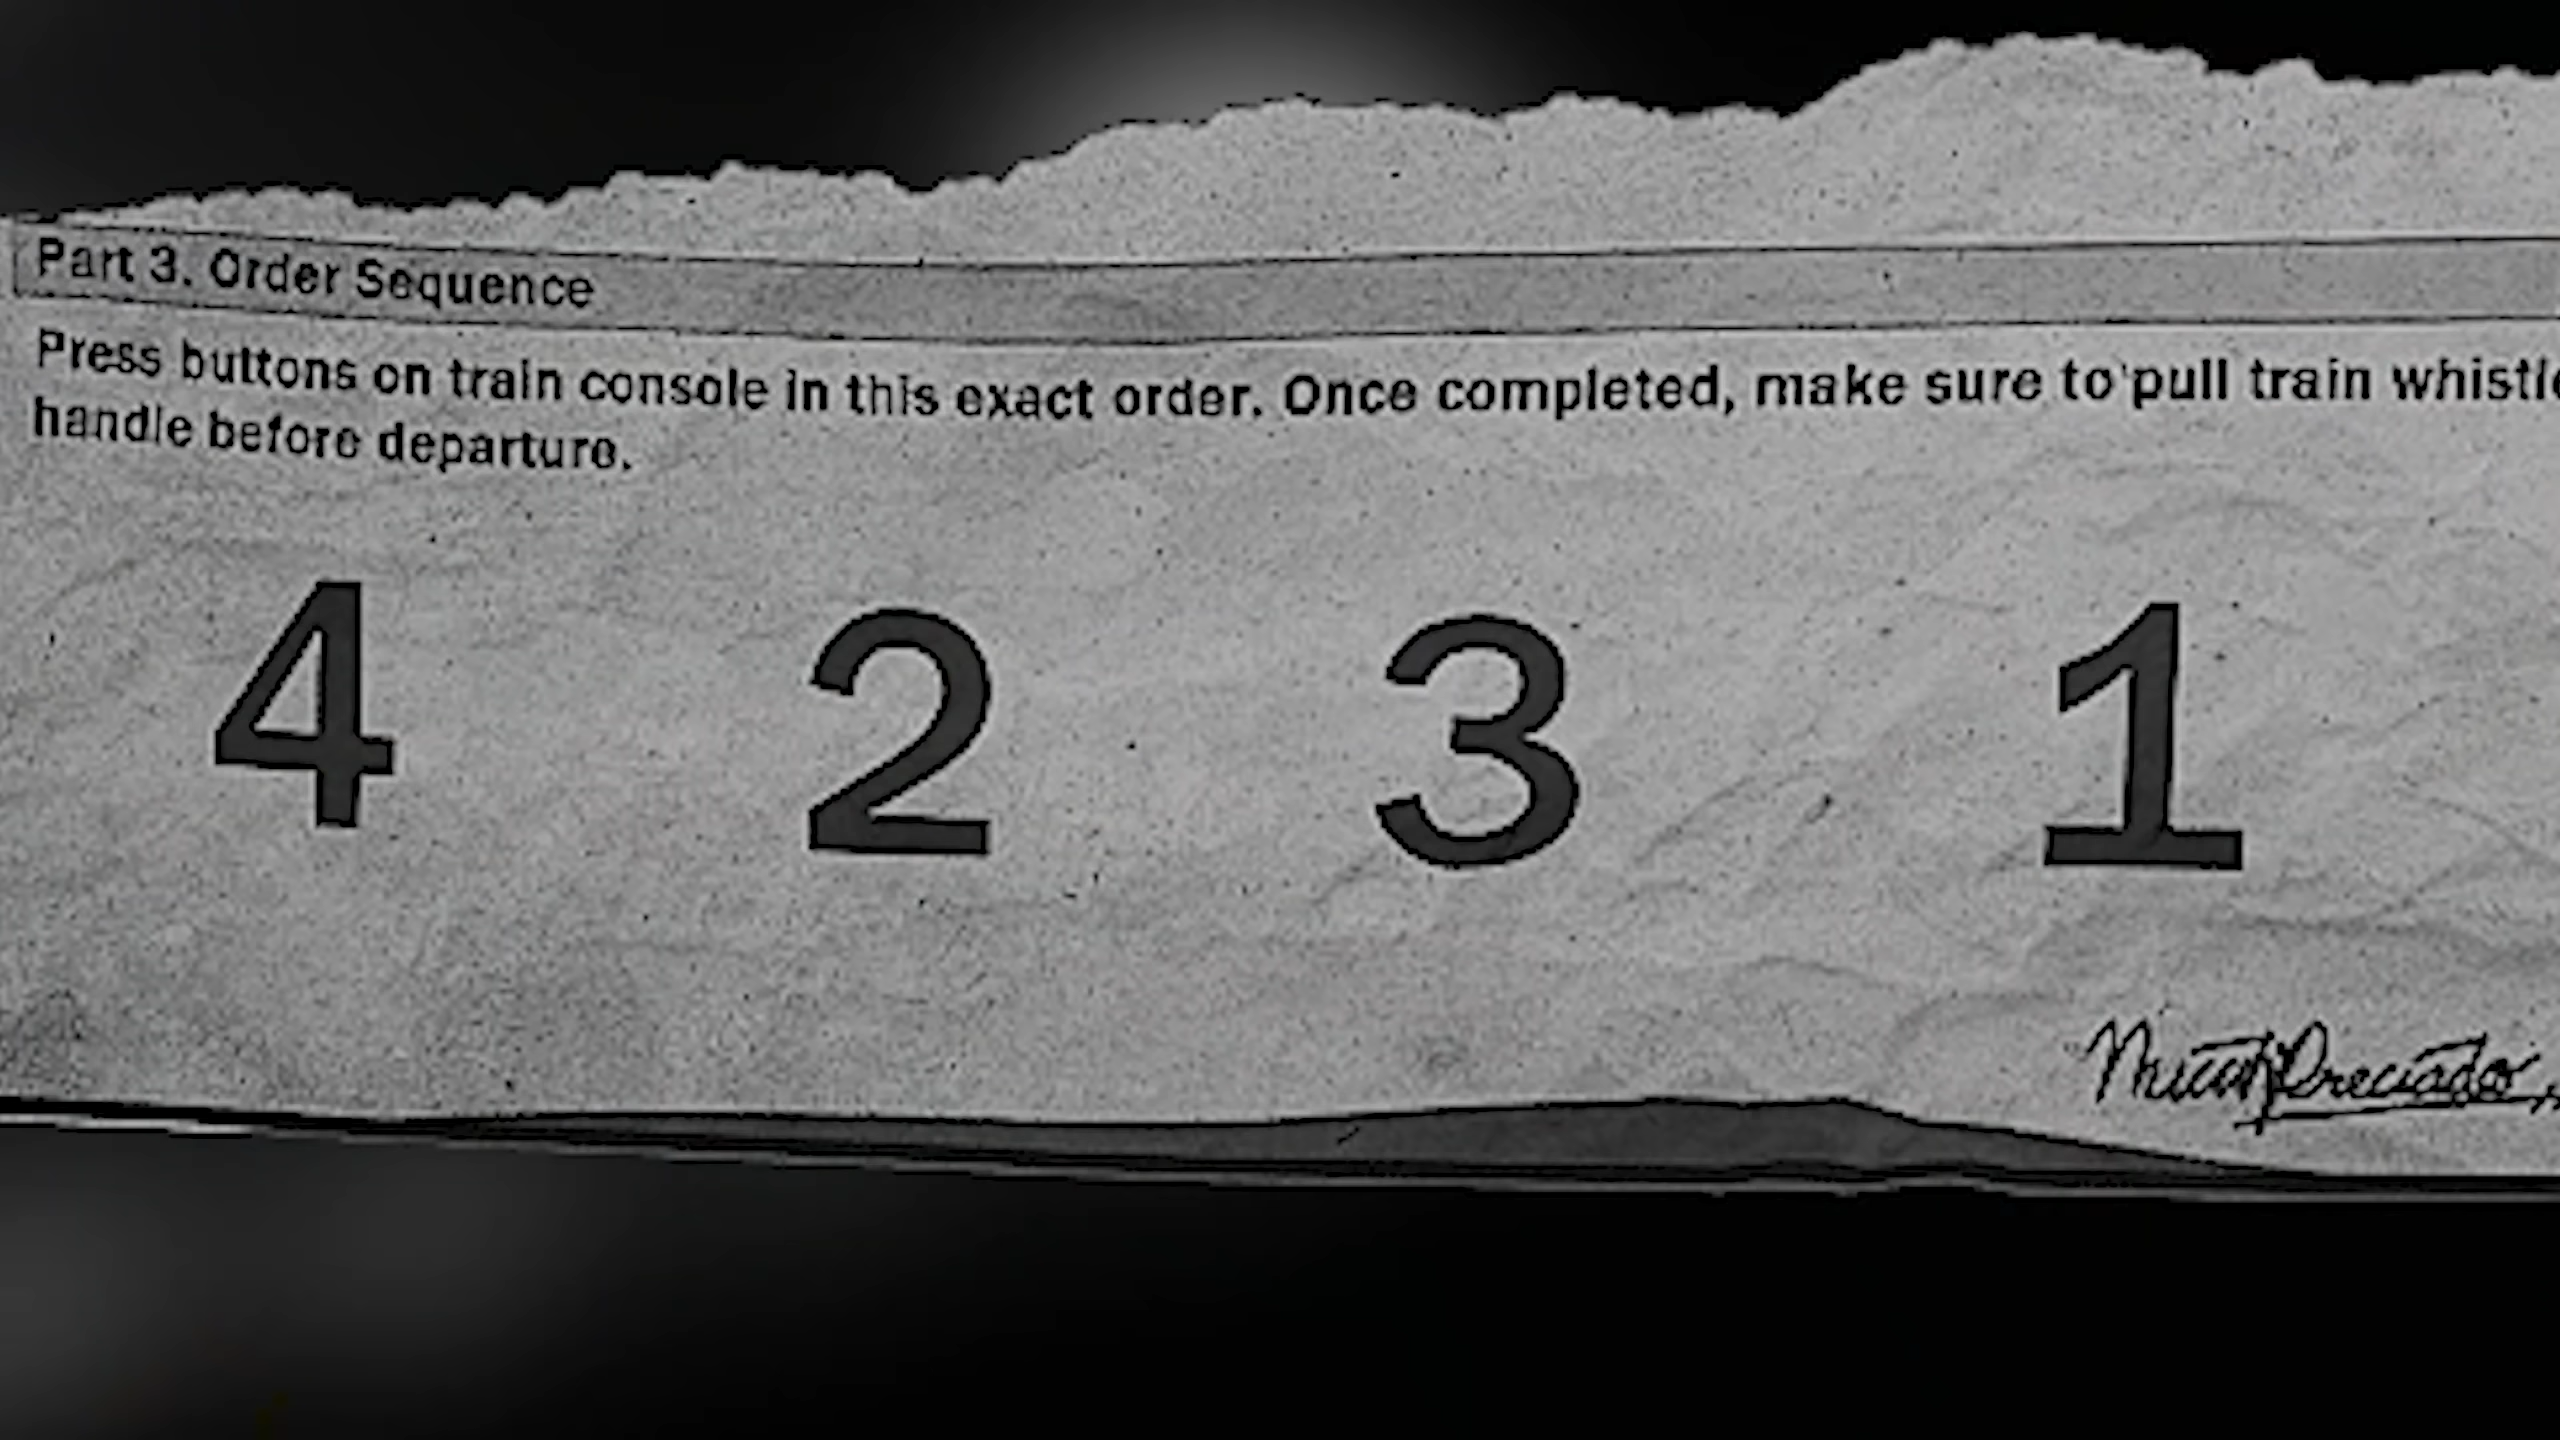 Part 3. Order Sequence
Press buttons on train console in this exact order. Once completed, make sure to pull train whistle
handle before departure.
4 2 3 1